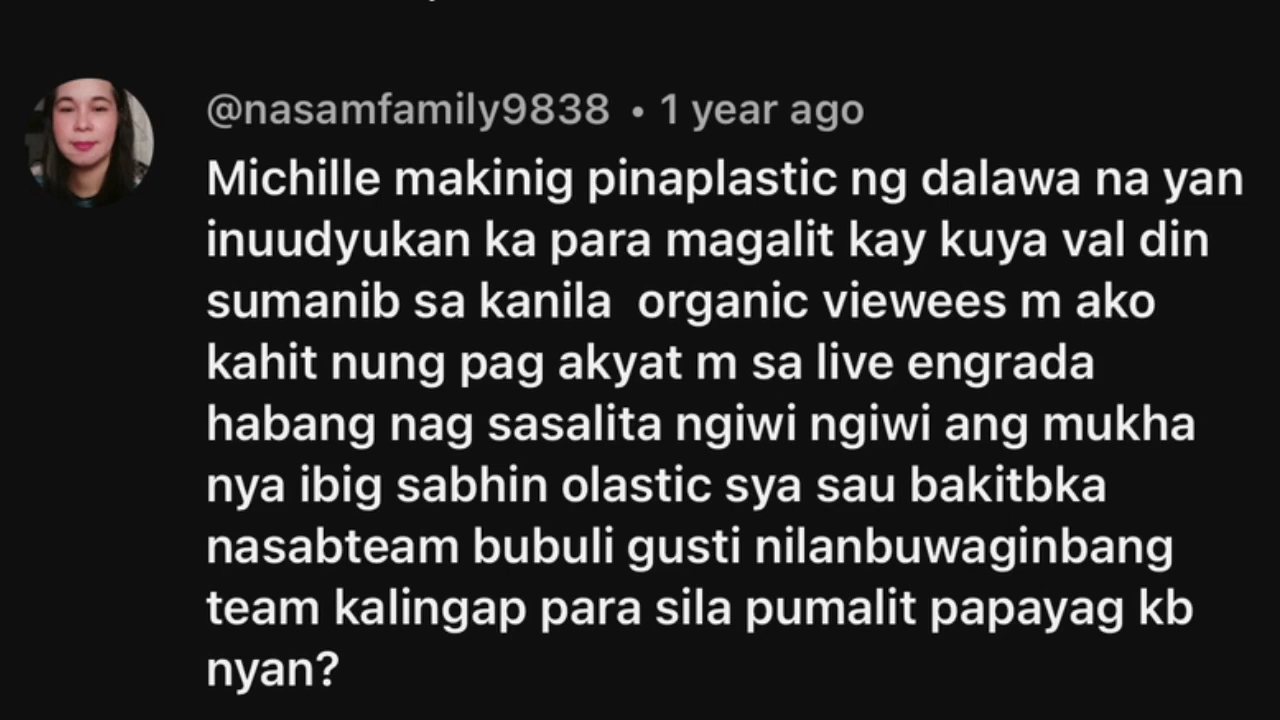 @nasamfamily9838 • 1 year ago
Michille makinig pinaplastic ng dalawa na yan
inuudyukan ka para magalit kay kuya val din
sumanib sa kanila  organic viewees m ako
kahit nung pag akyat m sa live engrada
habang nag sasalita ngiwi ngiwi ang mukha
nya ibig sabhin olastic sya sau bakitbka
nasabteam bubuli gusti nilanbuwaginbang
team kalingap para sila pumalit papayag kb
nyan?